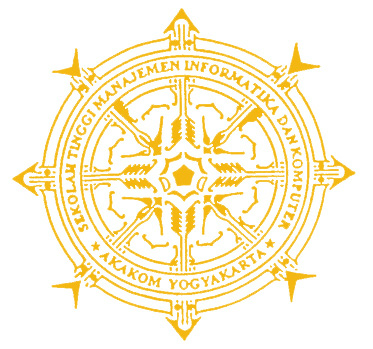 SEKOLAH TINGGI MANAJEMEN INFORMATIKA DAN KOMPUTER
★ AKAKOM YOGYAKARTA ★